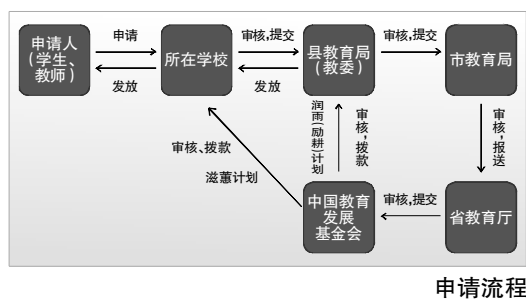 申请人
(学生、
教师)
申请
发放
所在学校
审核,提交
发放
县教育局
(教委)
审核,提交
市教育局
审核,报送
省教育厅
审核,提交
中国教育
发展
基金会
润雨(励耕)计划
审核,拨款
审核、拨款
滋蕙计划
申请流程